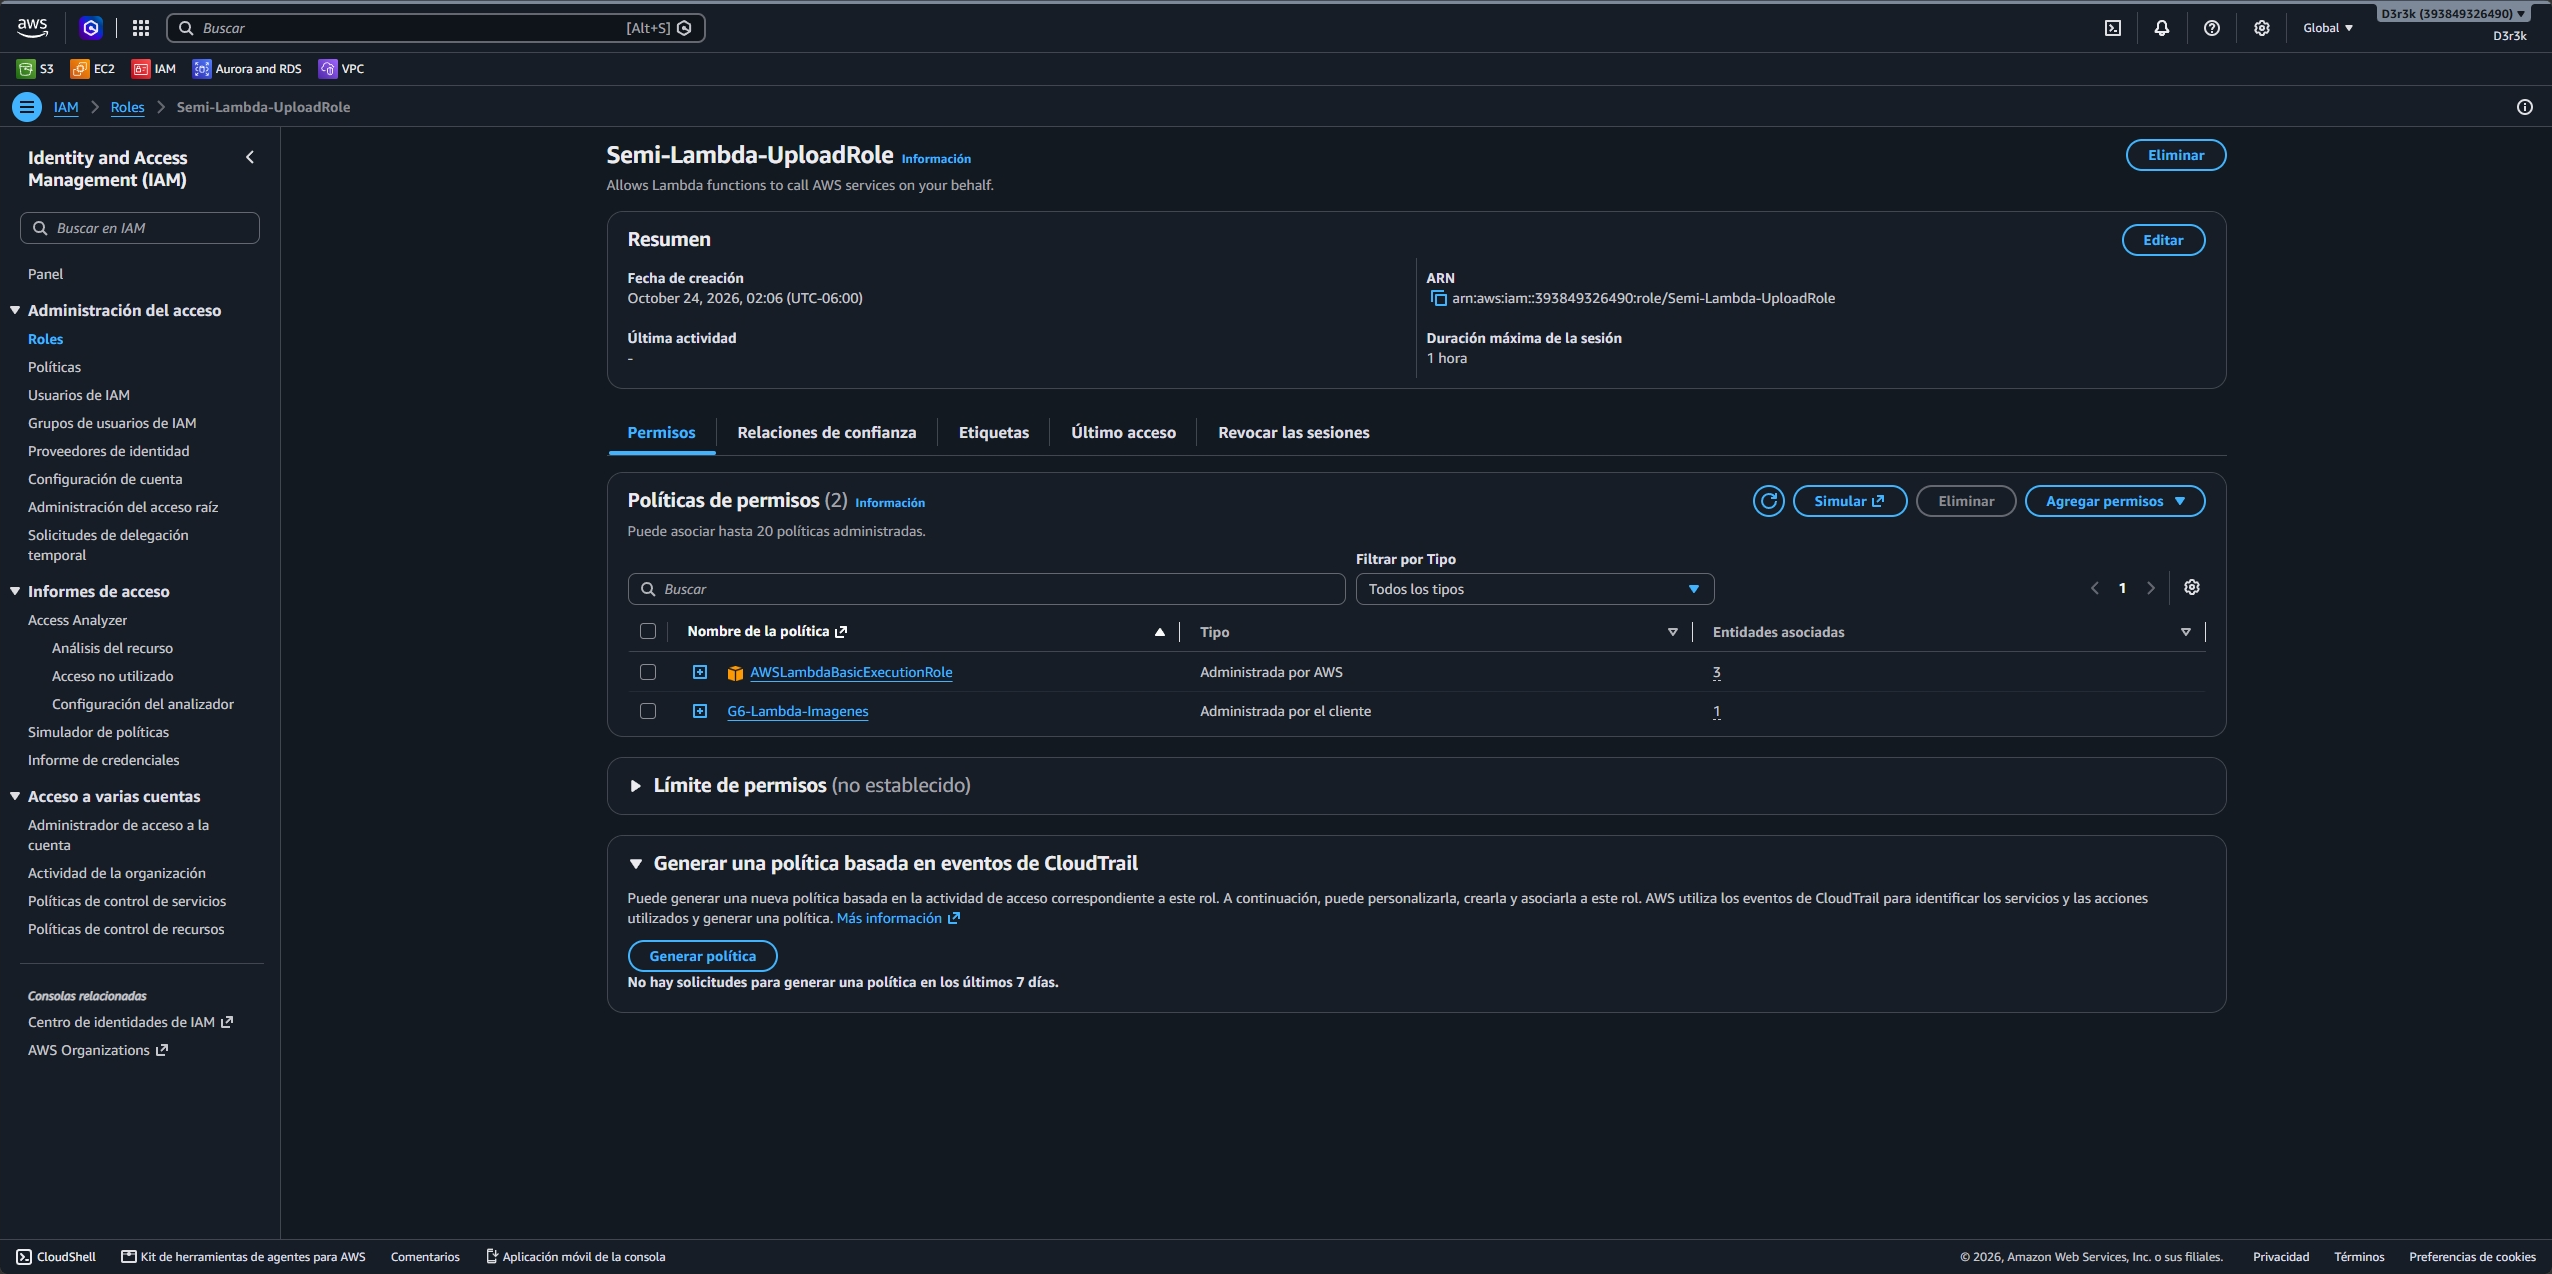 aws
Buscar
[Alt+S]
Global
D3r3k (393849326490)
D3r3k
S3
EC2
IAM
Aurora and RDS
VPC
IAM
Roles
Semi-Lambda-UploadRole
Identity and Access
Management (IAM)
Buscar en IAM
Panel
Administración del acceso
Roles
Políticas
Usuarios de IAM
Grupos de usuarios de IAM
Proveedores de identidad
Configuración de cuenta
Administración del acceso raíz
Solicitudes de delegación
temporal
Informes de acceso
Access Analyzer
Análisis del recurso
Acceso no utilizado
Configuración del analizador
Simulador de políticas
Informe de credenciales
Acceso a varias cuentas
Administrador de acceso a la
cuenta
Actividad de la organización
Políticas de control de servicios
Políticas de control de recursos
Consolas relacionadas
Centro de identidades de IAM
AWS Organizations
Semi-Lambda-UploadRole Información
Eliminar
Allows Lambda functions to call AWS services on your behalf.
Resumen
Editar
Fecha de creación
October 24, 2026, 02:06 (UTC-06:00)
ARN
arn:aws:iam::393849326490:role/Semi-Lambda-UploadRole
Última actividad
-
Duración máxima de la sesión
1 hora
Permisos
Relaciones de confianza
Etiquetas
Último acceso
Revocar las sesiones
Políticas de permisos (2) Información
Simular
Eliminar
Agregar permisos
Puede asociar hasta 20 políticas administradas.
Filtrar por Tipo
Buscar
Todos los tipos
1
Nombre de la política
Tipo
Entidades asociadas
AWSLambdaBasicExecutionRole
Administrada por AWS
3
G6-Lambda-Imagenes
Administrada por el cliente
1
Límite de permisos (no establecido)
Generar una política basada en eventos de CloudTrail
Puede generar una nueva política basada en la actividad de acceso correspondiente a este rol. A continuación, puede personalizarla, crearla y asociarla a este rol. AWS utiliza los eventos de CloudTrail para identificar los servicios y las acciones
utilizados y generar una política. Más información
Generar política
No hay solicitudes para generar una política en los últimos 7 días.
CloudShell
Kit de herramientas de agentes para AWS
Comentarios
Aplicación móvil de la consola
© 2026, Amazon Web Services, Inc. o sus filiales.
Privacidad
Términos
Preferencias de cookies